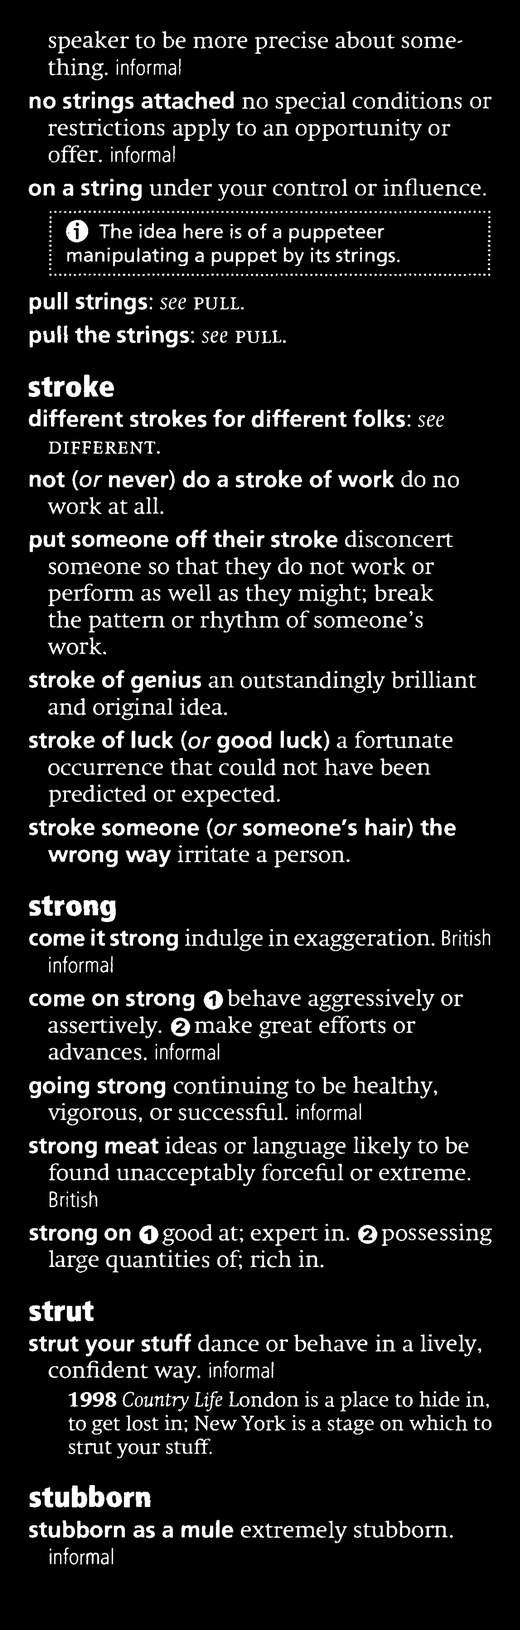 speaker to be more precise about some-
thing. informal
no strings attached no special conditions or
restrictions apply to an opportunity or
offer. informal
on a string under your control or influence.
i The idea here is of a puppeteer
manipulating a puppet by its strings.
pull strings: see PULL.
pull the strings: see PULL.
stroke
different strokes for different folks: see
DIFFERENT.
not (or never) do a stroke of work do no
work at all.
put someone off their stroke disconcert
someone so that they do not work or
perform as well as they might; break
the pattern or rhythm of someone's
work.
stroke of genius an outstandingly brilliant
and original idea.
stroke of luck (or good luck) a fortunate
occurrence that could not have been
predicted or expected.
stroke someone (or someone's hair) the
wrong way irritate a person.
strong
come it strong indulge in exaggeration. British
informal
come on strong ❶ behave aggressively or
assertively. ❷ make great efforts or
advances. informal
going strong continuing to be healthy,
vigorous, or successful. informal
strong meat ideas or language likely to be
found unacceptably forceful or extreme.
British
strong on ❶ good at; expert in. ❷ possessing
large quantities of; rich in.
strut
strut your stuff dance or behave in a lively,
confident way. informal
1998 Country Life London is a place to hide in,
to get lost in; New York is a stage on which to
strut your stuff.
stubborn
stubborn as a mule extremely stubborn.
informal